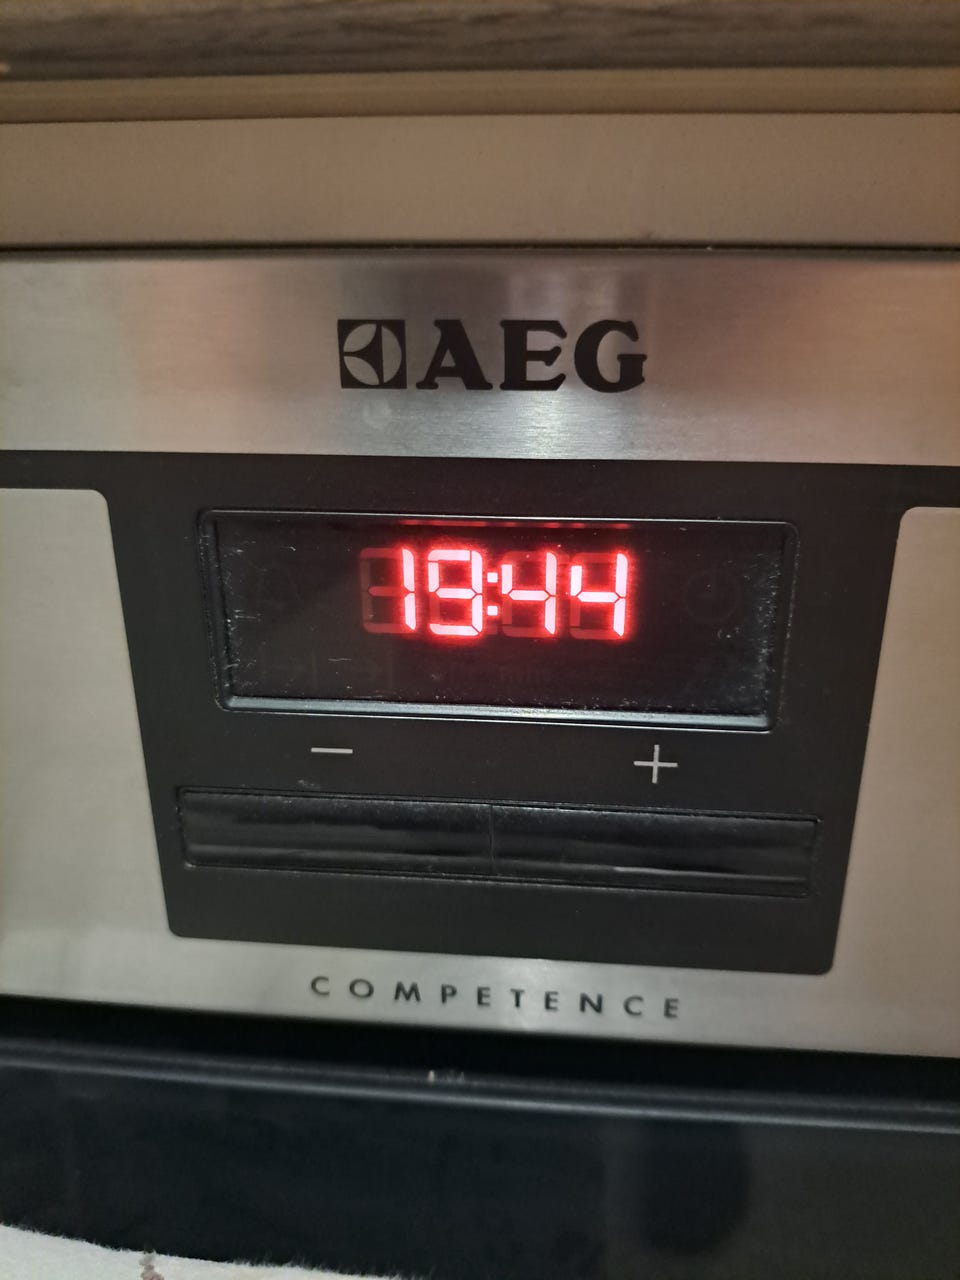 AEG
19:44
− +
COMPETENCE